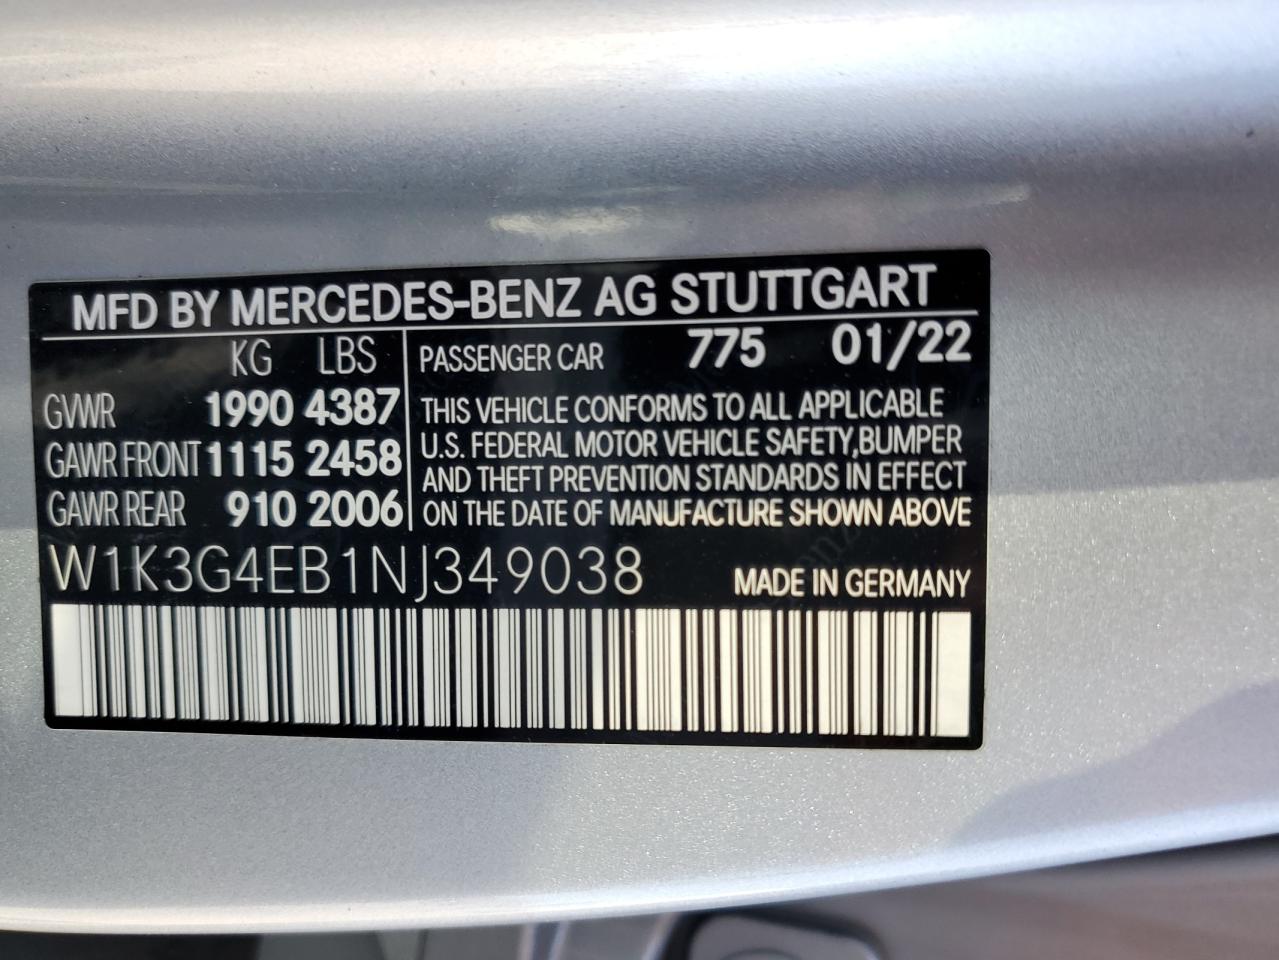 MFD BY MERCEDES-BENZ AG STUTTGART
KG LBS
GVWR 1990 4387
GAWR FRONT 1115 2458
GAWR REAR 910 2006
PASSENGER CAR 775 01/22
THIS VEHICLE CONFORMS TO ALL APPLICABLE
U.S. FEDERAL MOTOR VEHICLE SAFETY,BUMPER
AND THEFT PREVENTION STANDARDS IN EFFECT
ON THE DATE OF MANUFACTURE SHOWN ABOVE
W1K3G4EB1NJ349038 MADE IN GERMANY